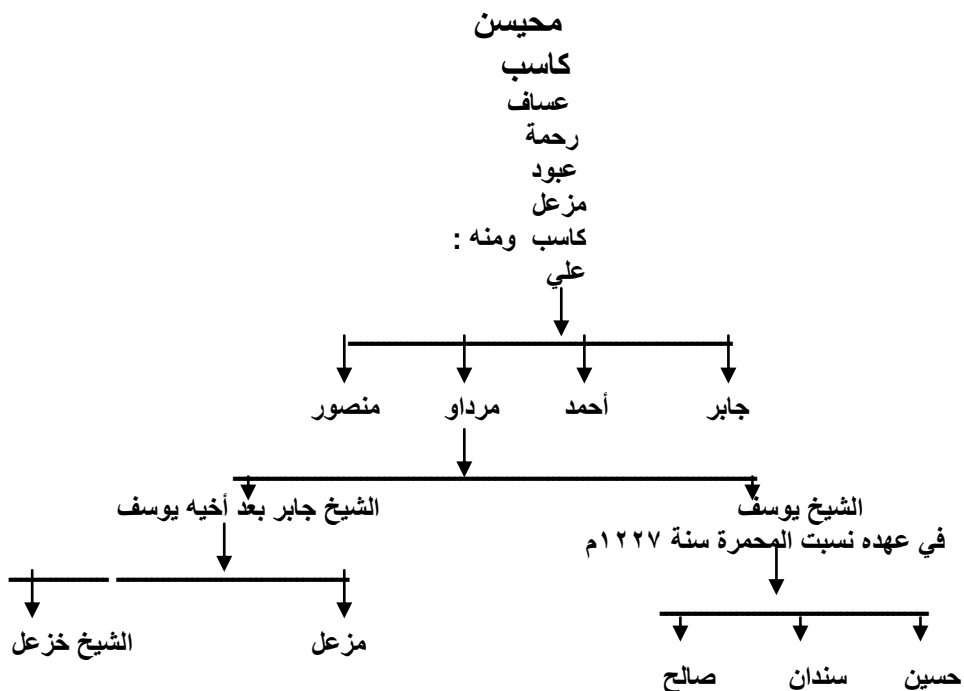 محيسن
كاسب
عساف
رحمة
عبود
مزعل
كاسب ومنه :
علي
جابر أحمد مرداو منصور
الشيخ يوسف الشيخ جابر بعد أخيه يوسف
في عهده نسبت المحمرة سنة ١٢٢٧م
مزعل الشيخ خزعل
حسين سندان صالح